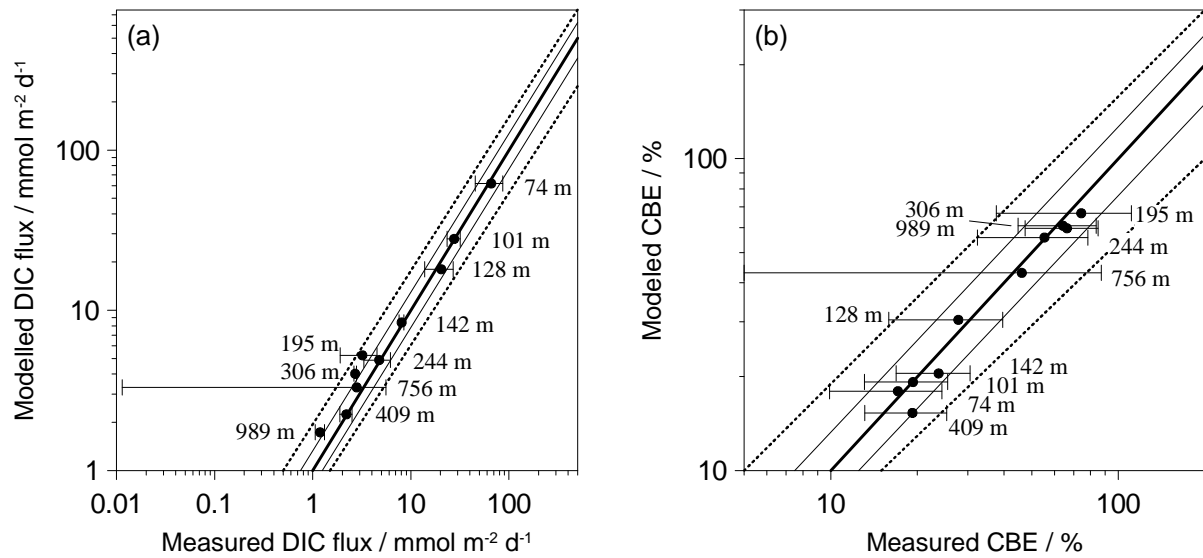 (a)
100
10
1
0.01
0.1
1
10
100
Modelled DIC flux / mmol m⁻² d⁻¹
Measured DIC flux / mmol m⁻² d⁻¹
74 m
101 m
128 m
142 m
195 m
244 m
306 m
756 m
409 m
989 m
(b)
100
10
10
100
Modeled CBE / %
Measured CBE / %
306 m
195 m
989 m
244 m
756 m
128 m
142 m
101 m
74 m
409 m